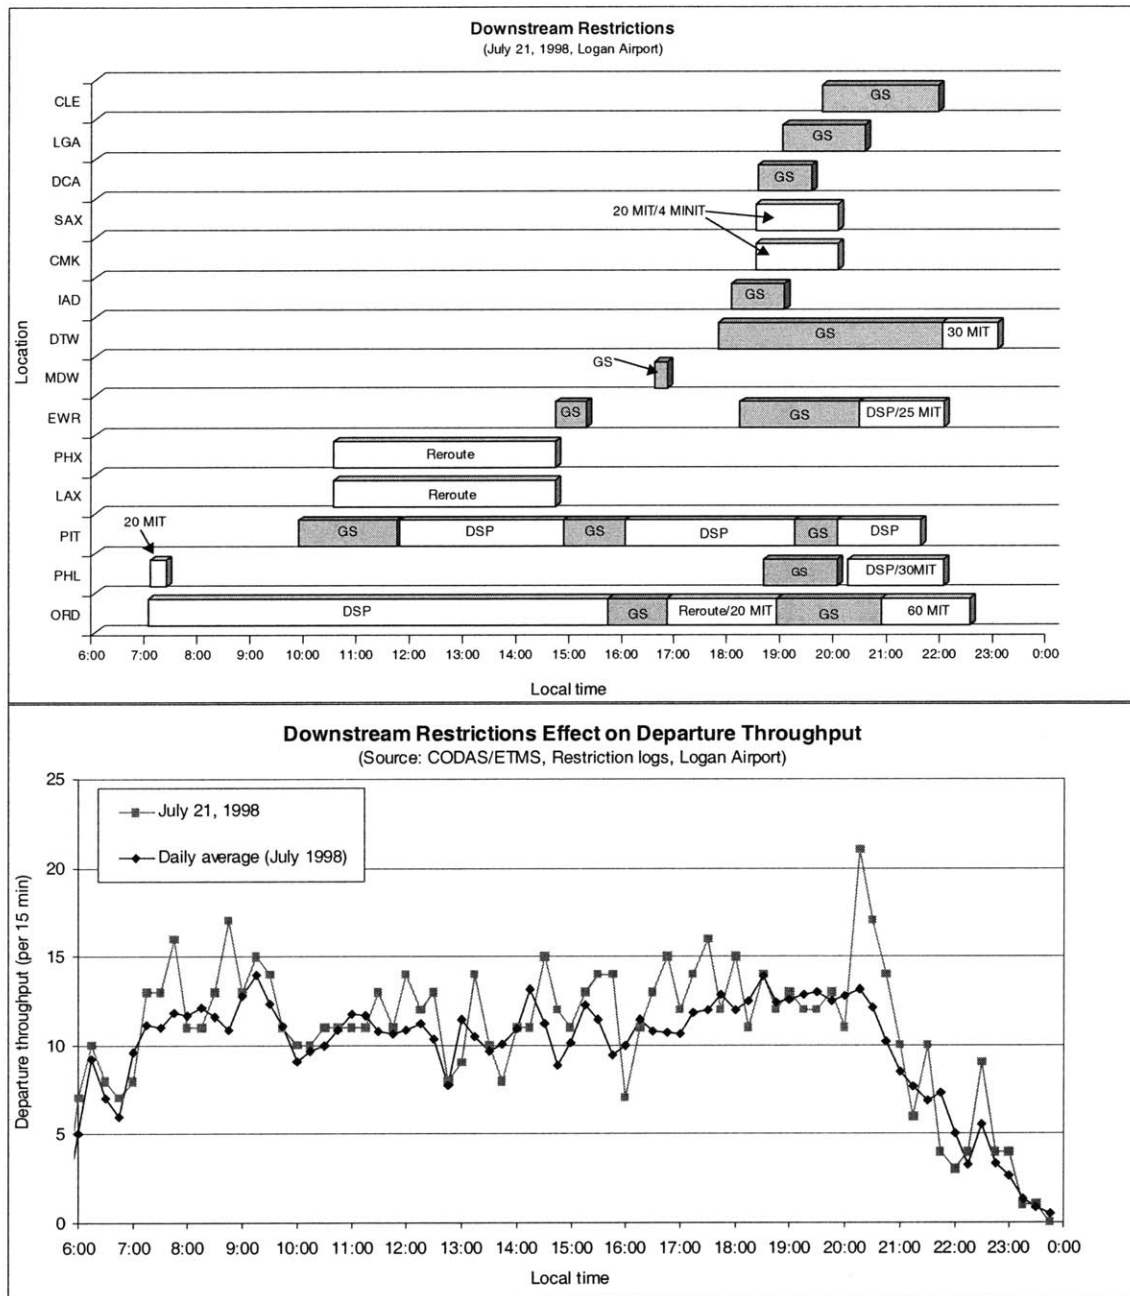 Downstream Restrictions
(July 21, 1998, Logan Airport)
Location
CLE
GS
LGA
GS
DCA
GS
SAX
20 MIT/4 MINIT
CMK
IAD
GS
DTW
GS
30 MIT
MDW
GS
EWR
GS
GS
DSP/25 MIT
PHX
Reroute
LAX
Reroute
20 MIT
PIT
GS
DSP
GS
DSP
GS
DSP
PHL
GS
DSP/30MIT
ORD
DSP
GS
Reroute/20 MIT
GS
60 MIT
6:00 7:00 8:00 9:00 10:00 11:00 12:00 13:00 14:00 15:00 16:00 17:00 18:00 19:00 20:00 21:00 22:00 23:00 0:00
Local time
Downstream Restrictions Effect on Departure Throughput
(Source: CODAS/ETMS, Restriction logs, Logan Airport)
Departure throughput (per 15 min)
25
July 21, 1998
Daily average (July 1998)
20
15
10
5
0
6:00 7:00 8:00 9:00 10:00 11:00 12:00 13:00 14:00 15:00 16:00 17:00 18:00 19:00 20:00 21:00 22:00 23:00 0:00
Local time